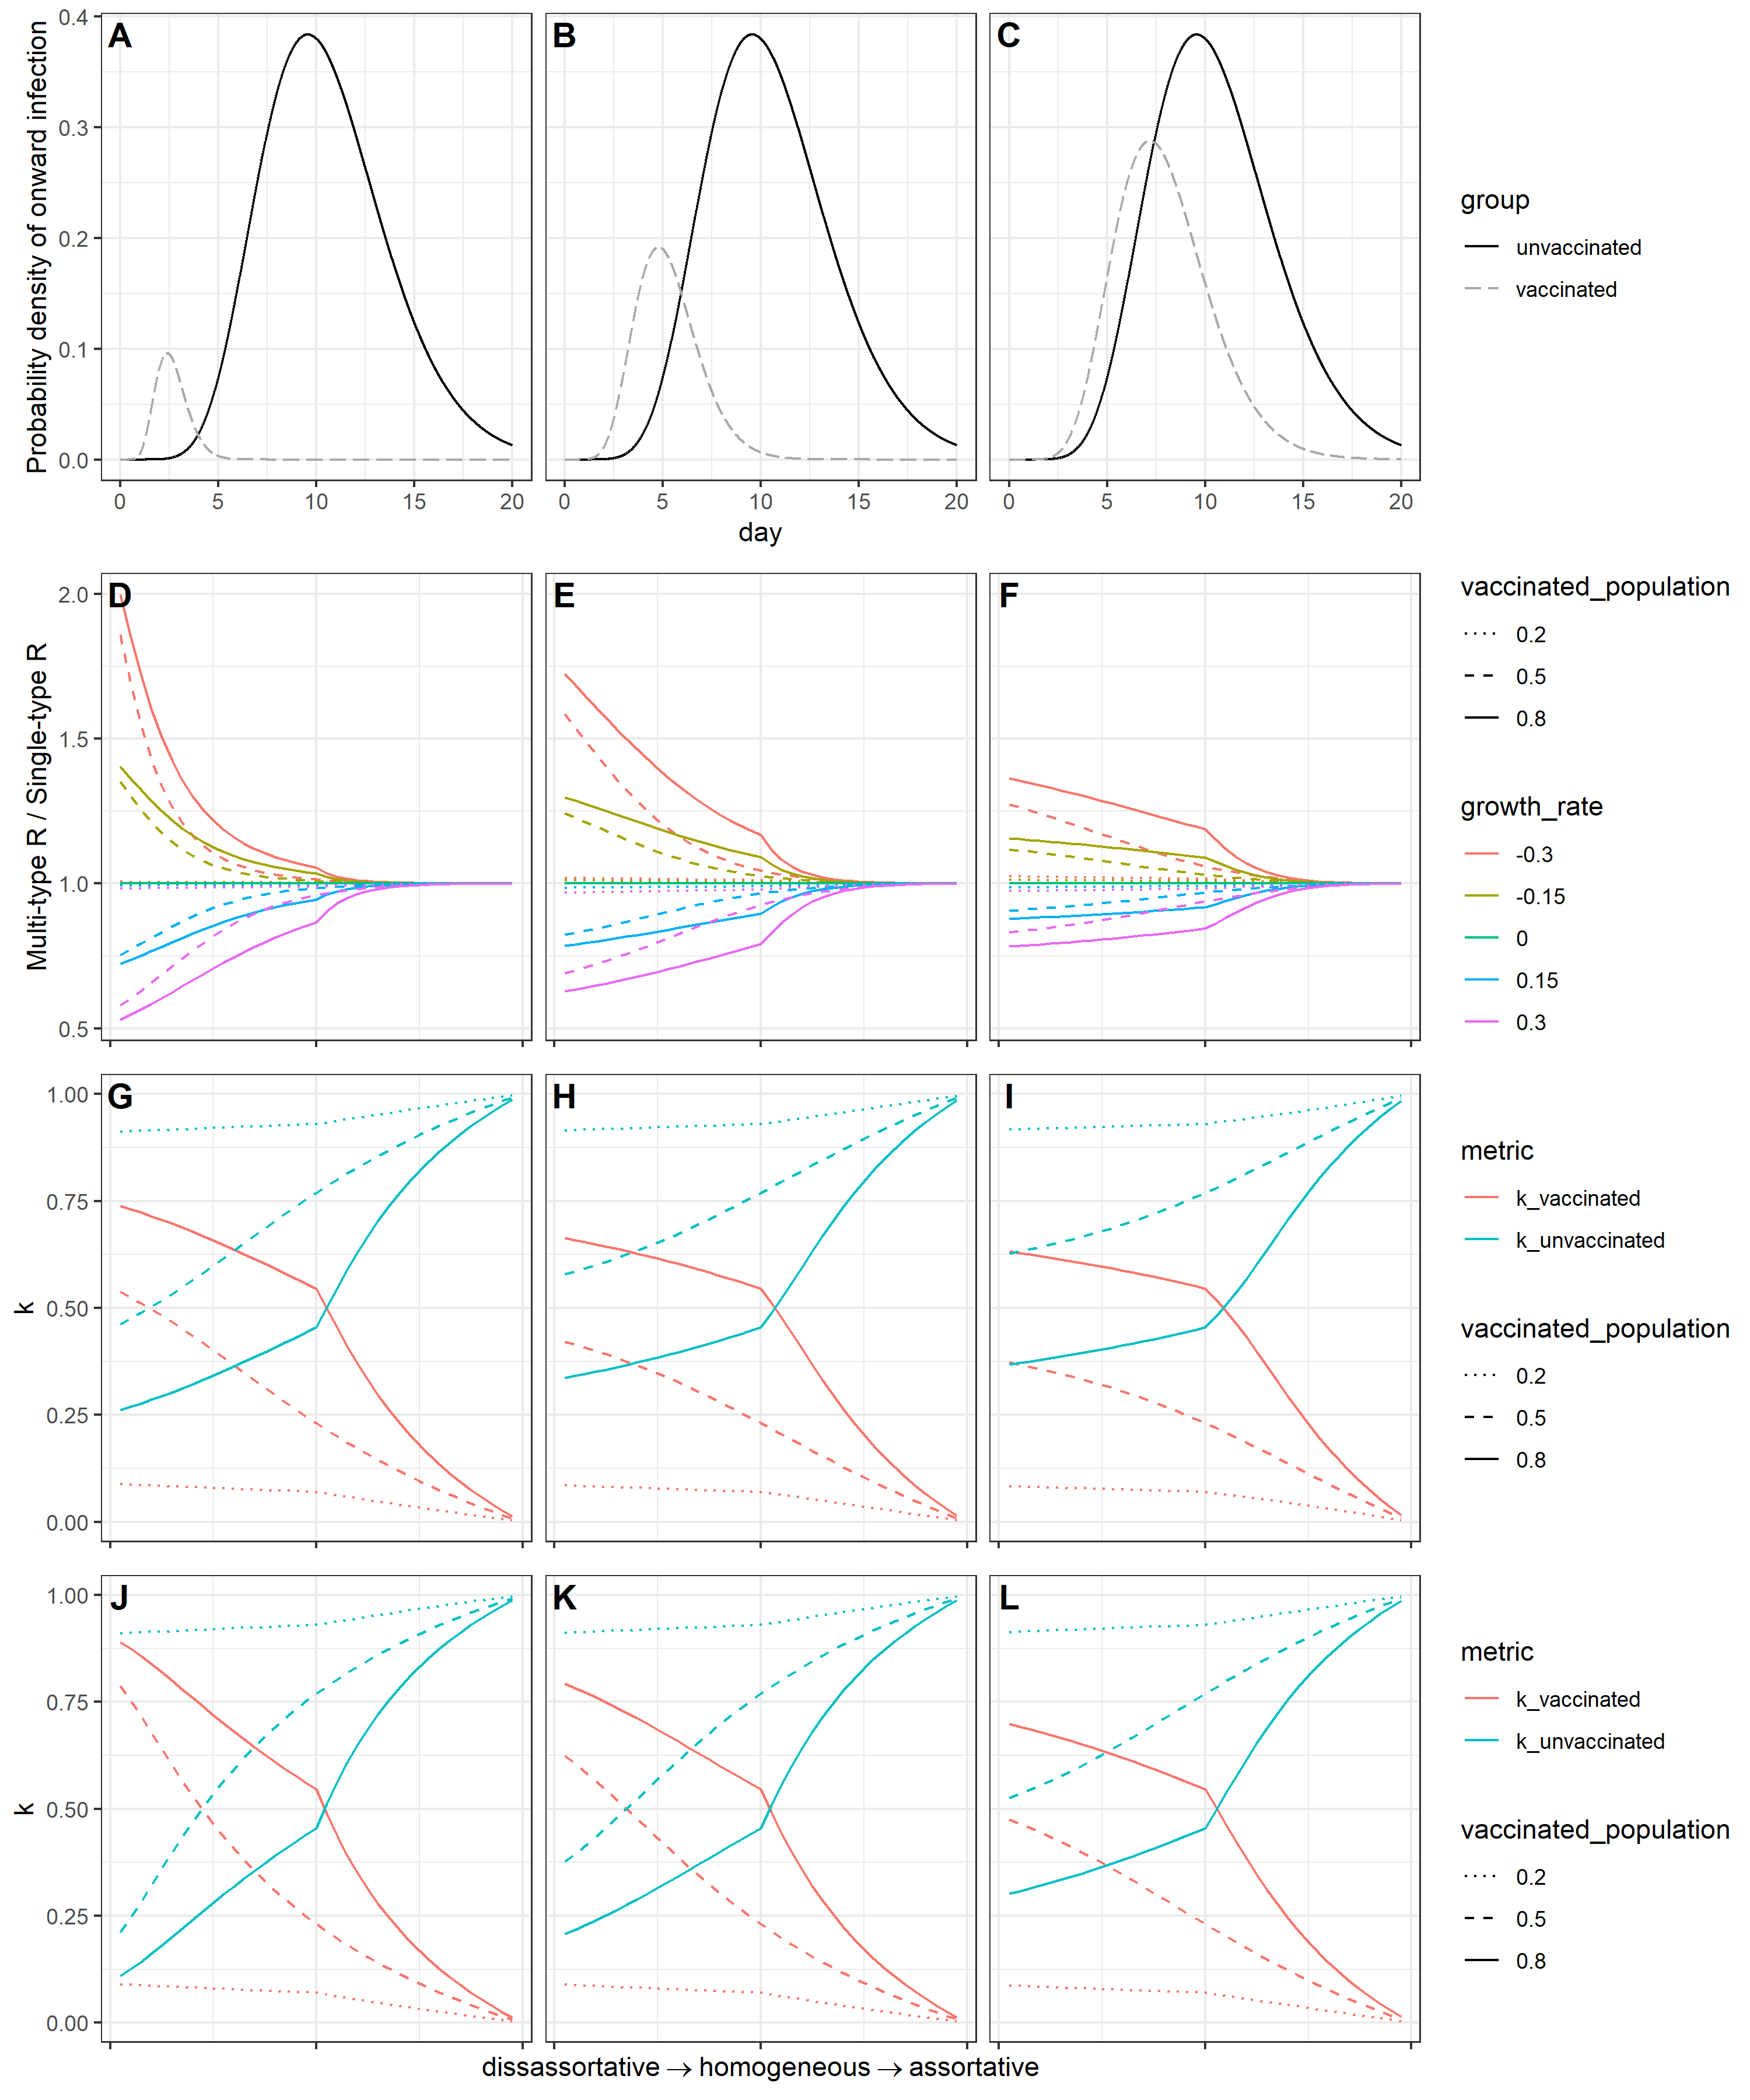 A
B
C
Probability density of onward infection
0.4
0.3
0.2
0.1
0.0
0 5 10 15 20
0 5 10 15 20
0 5 10 15 20
day
group
unvaccinated
vaccinated
D
E
F
Multi-type R / Single-type R
2.0
1.5
1.0
0.5
vaccinated_population
0.2
0.5
0.8
growth_rate
-0.3
-0.15
0
0.15
0.3
G
H
I
k
1.00
0.75
0.50
0.25
0.00
metric
k_vaccinated
k_unvaccinated
vaccinated_population
0.2
0.5
0.8
J
K
L
k
1.00
0.75
0.50
0.25
0.00
metric
k_vaccinated
k_unvaccinated
vaccinated_population
0.2
0.5
0.8
dissassortative → homogeneous → assortative